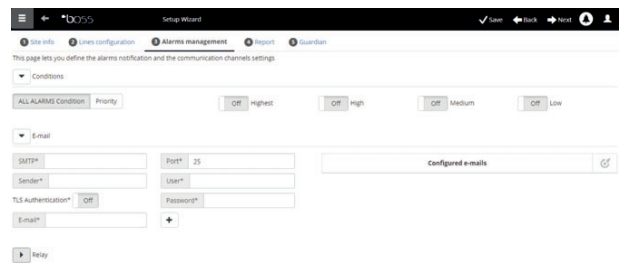 boss Setup Wizard Save Back Next
1 Site info 2 Lines configuration 3 Alarms management 4 Report 5 Guardian
This page lets you define the alarms notification and the communication channels settings
Conditions
ALL ALARMS Condition Priority Off Highest Off High Off Medium Off Low
E-mail
SMTP* Port* 25 Configured e-mails
Sender* User*
TLS Authentication* Off Password*
E-mail* +
Relay